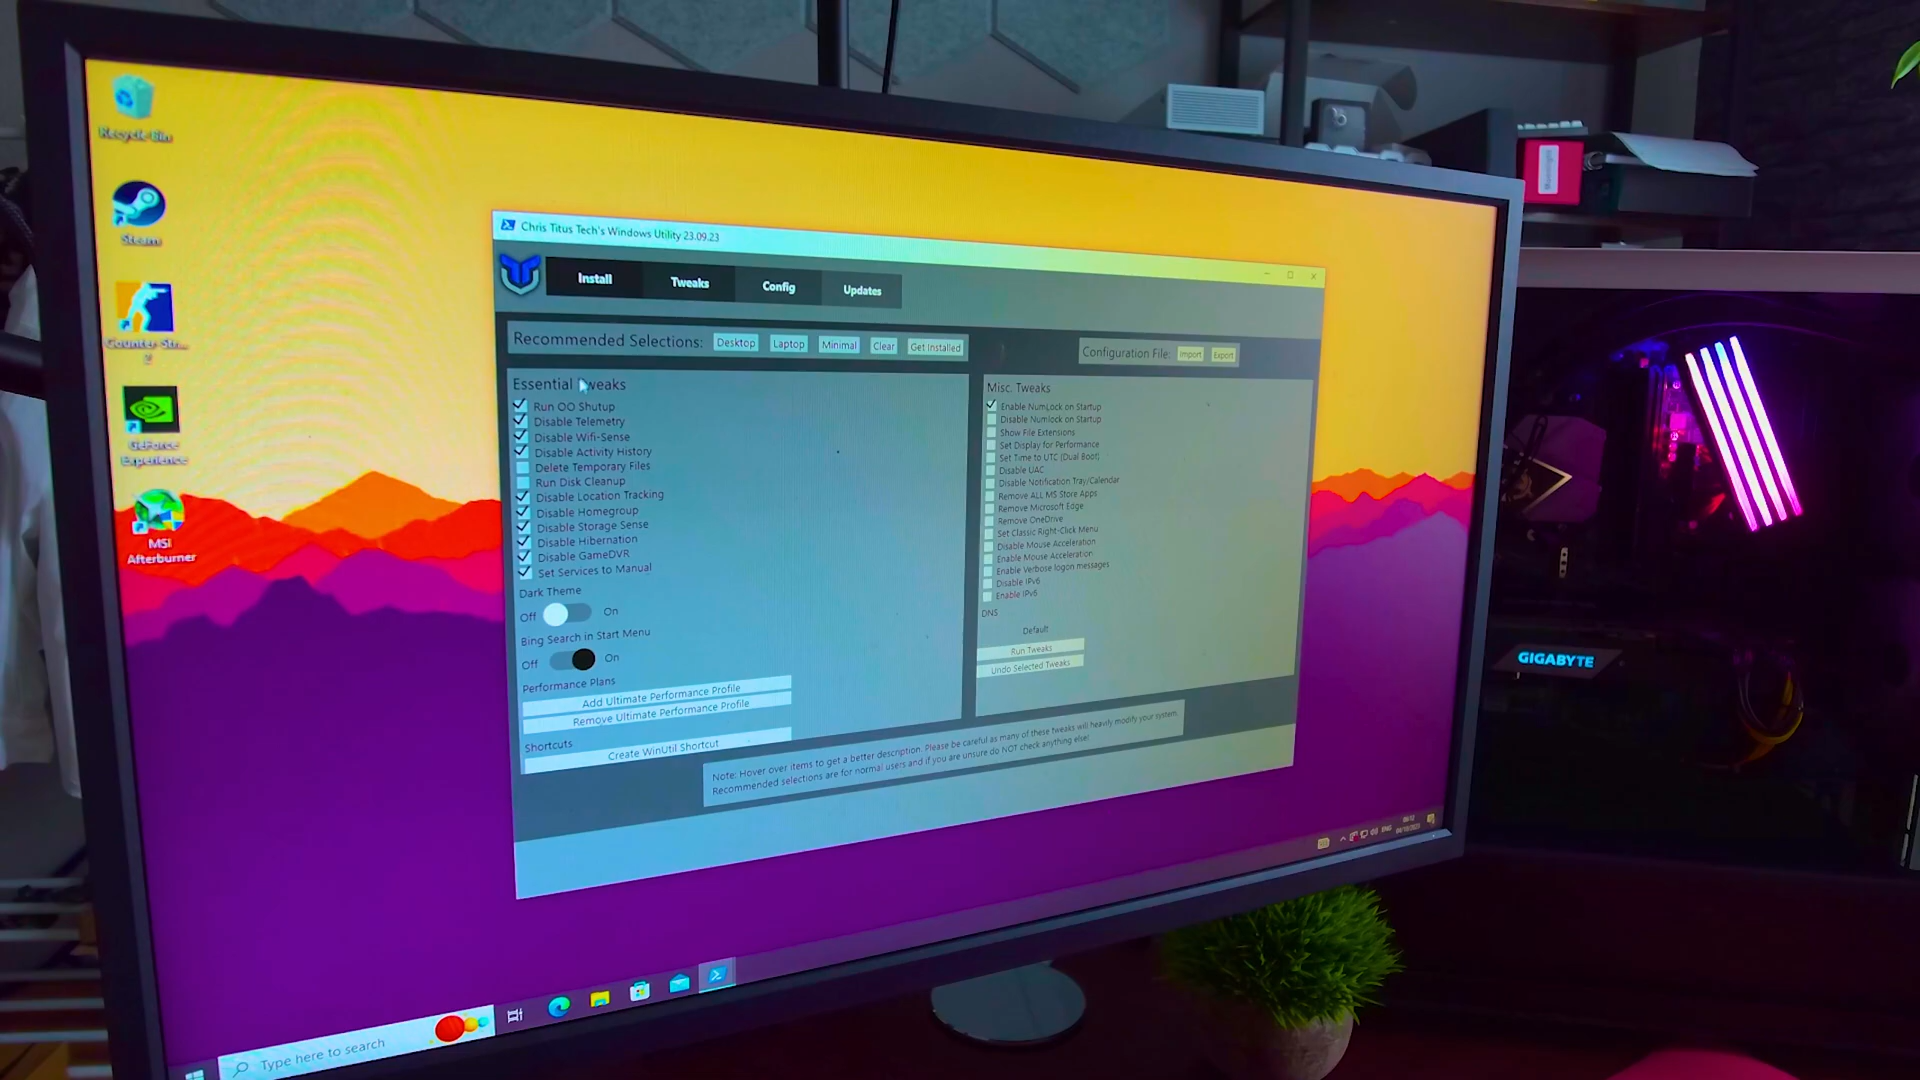 Recycle Bin
Steam
Counter-Str...
2
GeForce
Experience
MSI
Afterburner
Chris Titus Tech's Windows Utility 23.09.23
Install
Tweaks
Config
Updates
Recommended Selections:
Desktop
Laptop
Minimal
Clear
Get Installed
Configuration File:
Import
Export
Essential Tweaks
Run OO Shutup
Disable Telemetry
Disable Wifi-Sense
Disable Activity History
Delete Temporary Files
Run Disk Cleanup
Disable Location Tracking
Disable Homegroup
Disable Storage Sense
Disable Hibernation
Disable GameDVR
Set Services to Manual
Dark Theme
Off
On
Bing Search in Start Menu
Off
On
Performance Plans
Add Ultimate Performance Profile
Remove Ultimate Performance Profile
Shortcuts
Create WinUtil Shortcut
Misc. Tweaks
Enable NumLock on Startup
Disable Numlock on Startup
Show File Extensions
Set Display for Performance
Set Time to UTC (Dual Boot)
Disable UAC
Disable Notification Tray/Calendar
Remove ALL MS Store Apps
Remove Microsoft Edge
Remove OneDrive
Set Classic Right-Click Menu
Disable Mouse Acceleration
Enable Mouse Acceleration
Enable Verbose logon messages
Disable IPv6
Enable IPv6
DNS
Default
Run Tweaks
Undo Selected Tweaks
Note: Hover over items to get a better description. Please be careful as many of these tweaks will heavily modify your system.
Recommended selections are for normal users and if you are unsure do NOT check anything else!
Type here to search
ENG
GIGABYTE